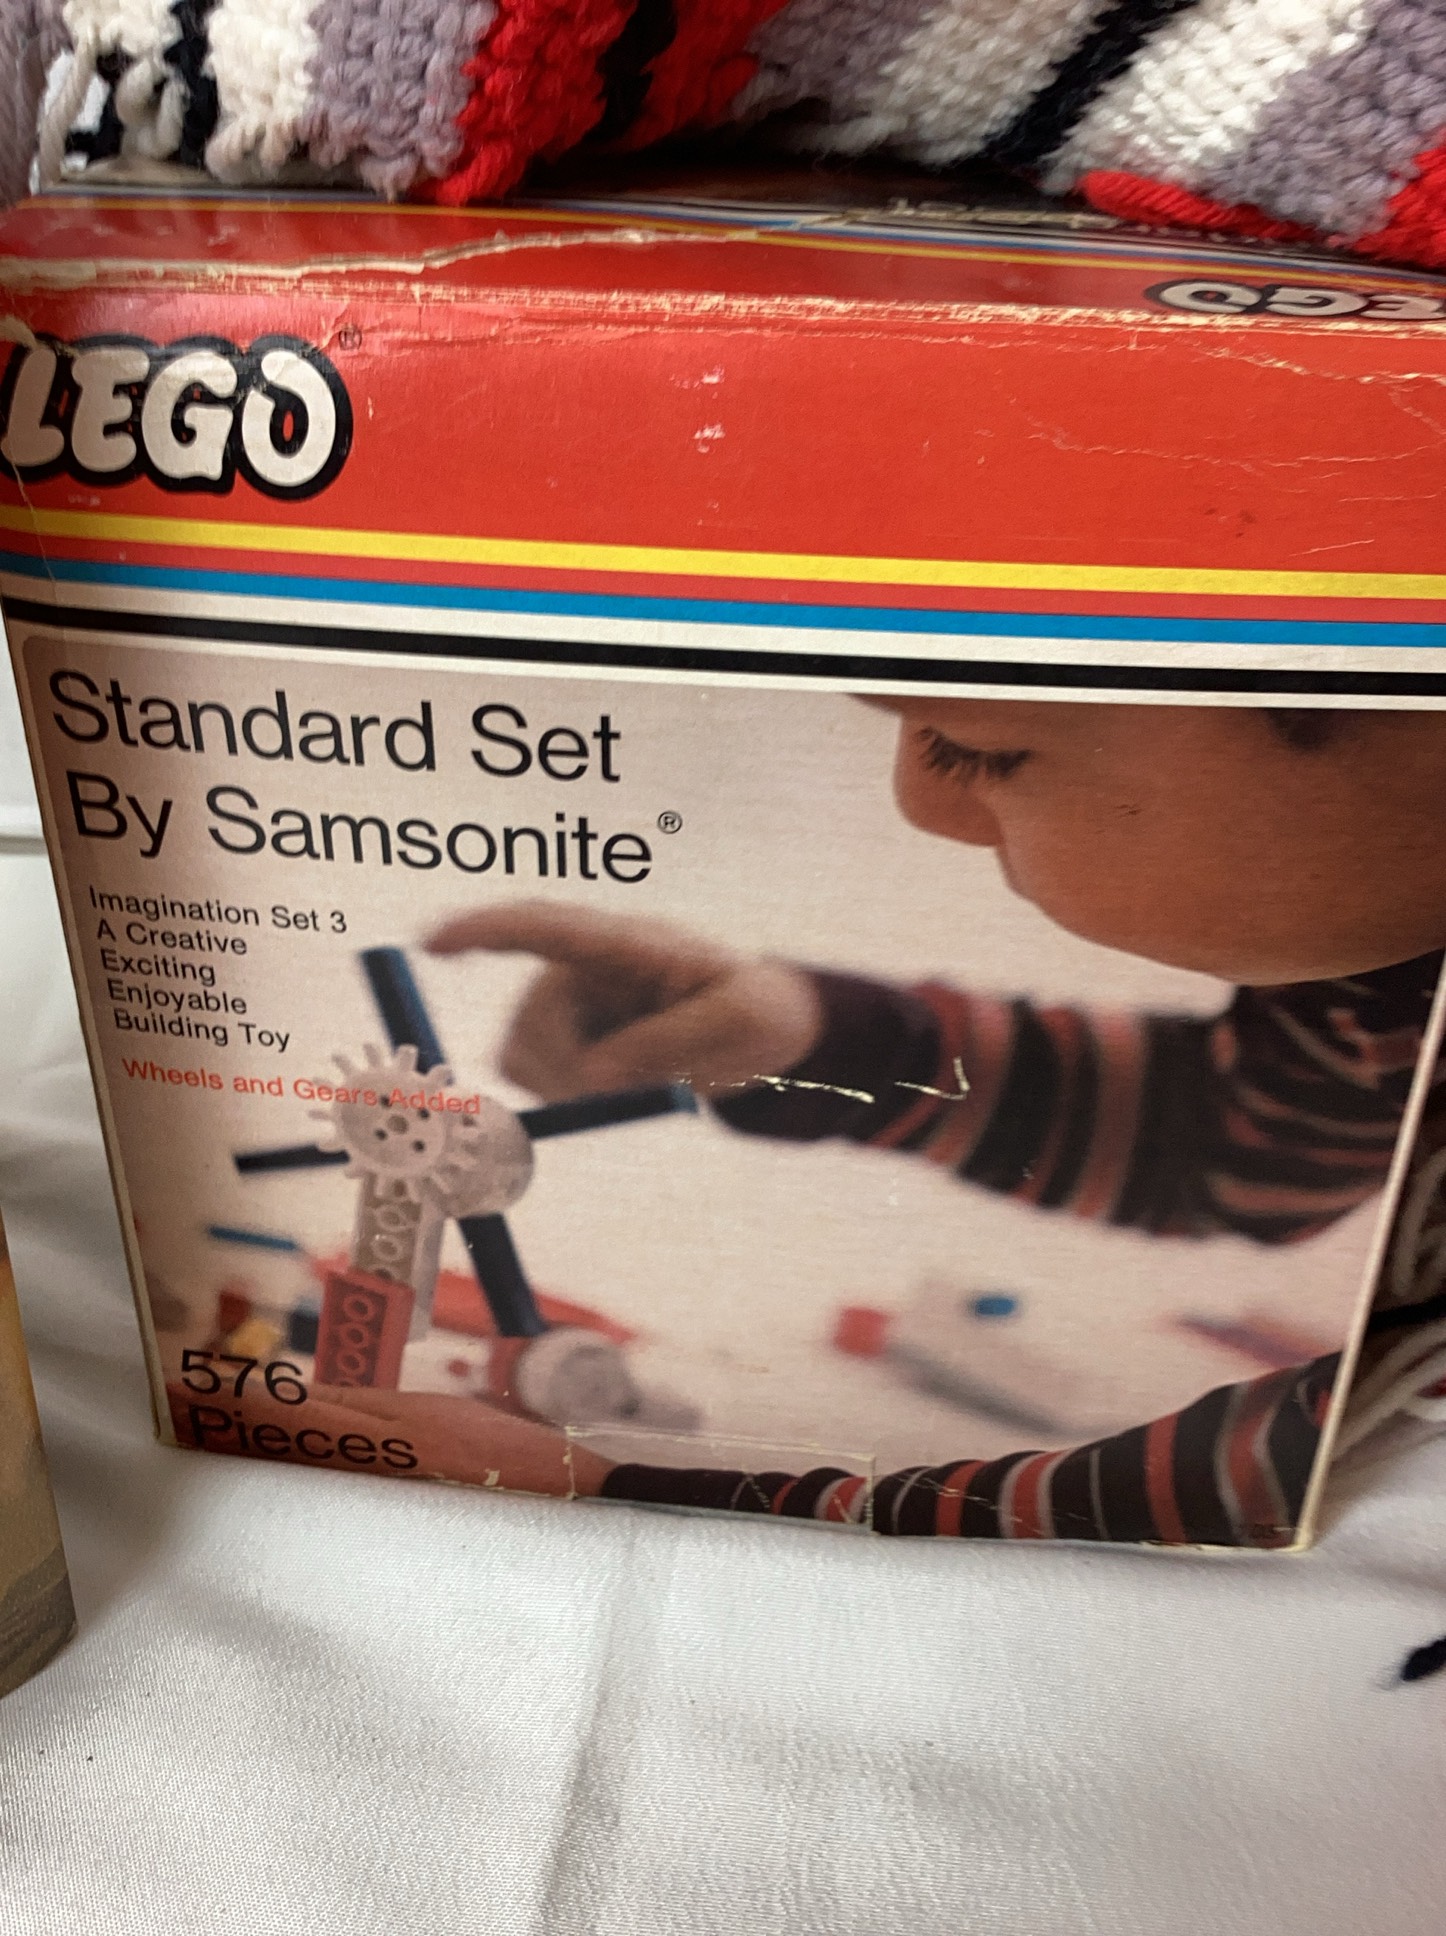 LEGO
LEGO®
Standard Set
By Samsonite®
Imagination Set 3
A Creative
Exciting
Enjoyable
Building Toy
Wheels and Gears Added
576
Pieces